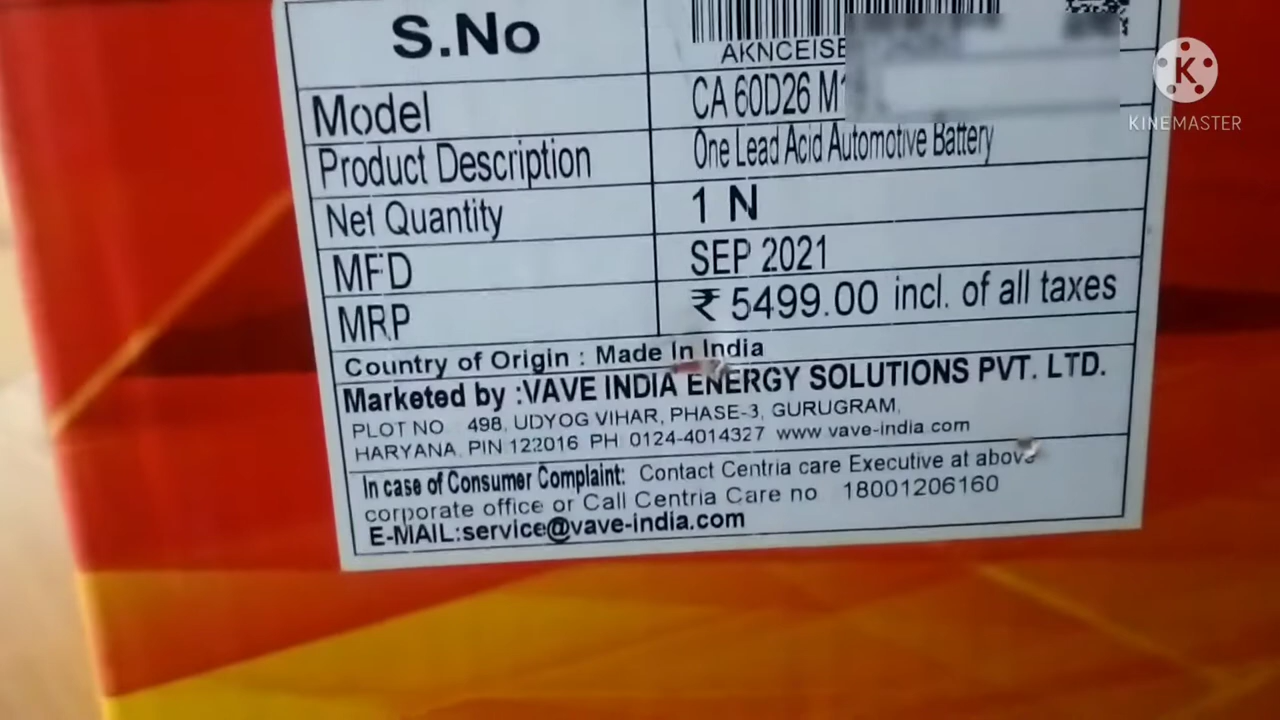 S.No
AKNCEISE
Model CA 60D26 M
Product Description One Lead Acid Automotive Battery
Net Quantity 1 N
MFD SEP 2021
MRP ₹ 5499.00 incl. of all taxes
Country of Origin : Made In India
Marketed by :VAVE INDIA ENERGY SOLUTIONS PVT. LTD.
PLOT NO 498, UDYOG VIHAR, PHASE-3, GURUGRAM,
HARYANA, PIN 122016 PH 0124-4014327 www vave-india com
In case of Consumer Complaint: Contact Centria care Executive at above
corporate office or Call Centria Care no 18001206160
E-MAIL:service@vave-india.com
K
KINEMASTER